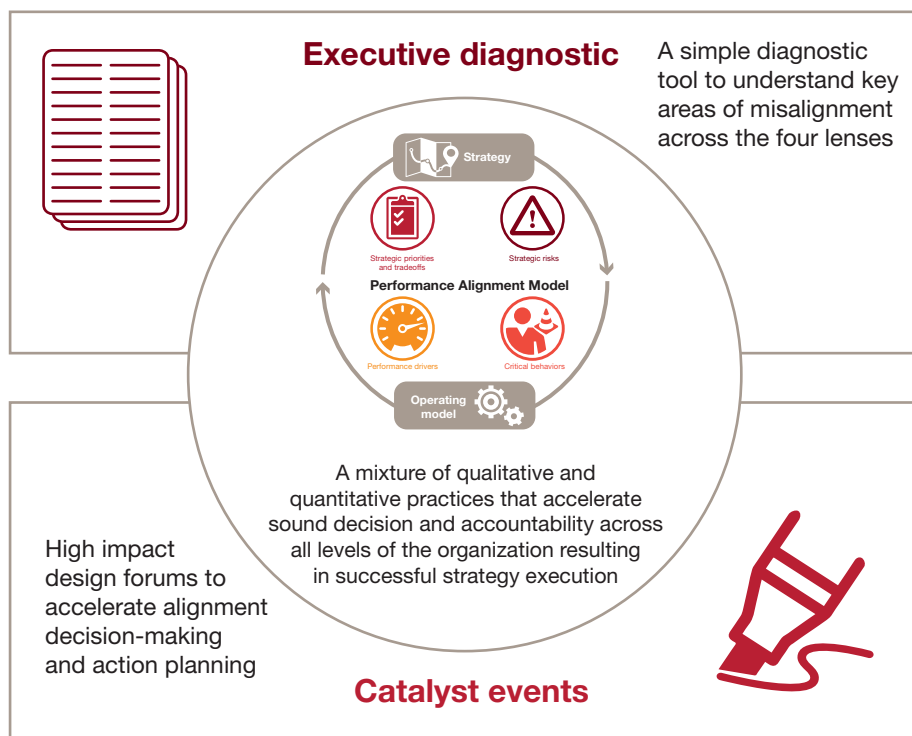 Executive diagnostic
A simple diagnostic
tool to understand key
areas of misalignment
across the four lenses
Strategy
Strategic priorities
and tradeoffs
Strategic risks
Performance Alignment Model
Performance drivers
Critical behaviors
Operating
model
A mixture of qualitative and
quantitative practices that accelerate
sound decision and accountability across
all levels of the organization resulting
in successful strategy execution
High impact
design forums to
accelerate alignment
decision-making
and action planning
Catalyst events